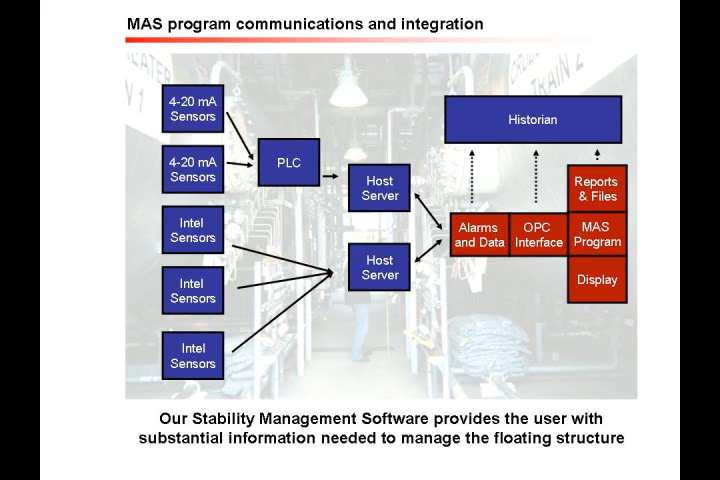 MAS program communications and integration
4-20 mA
Sensors
4-20 mA
Sensors
Intel
Sensors
Intel
Sensors
Intel
Sensors
PLC
Host
Server
Host
Server
Historian
Reports
& Files
Alarms
and Data
OPC
Interface
MAS
Program
Display
TRAIN 2
Our Stability Management Software provides the user with
substantial information needed to manage the floating structure